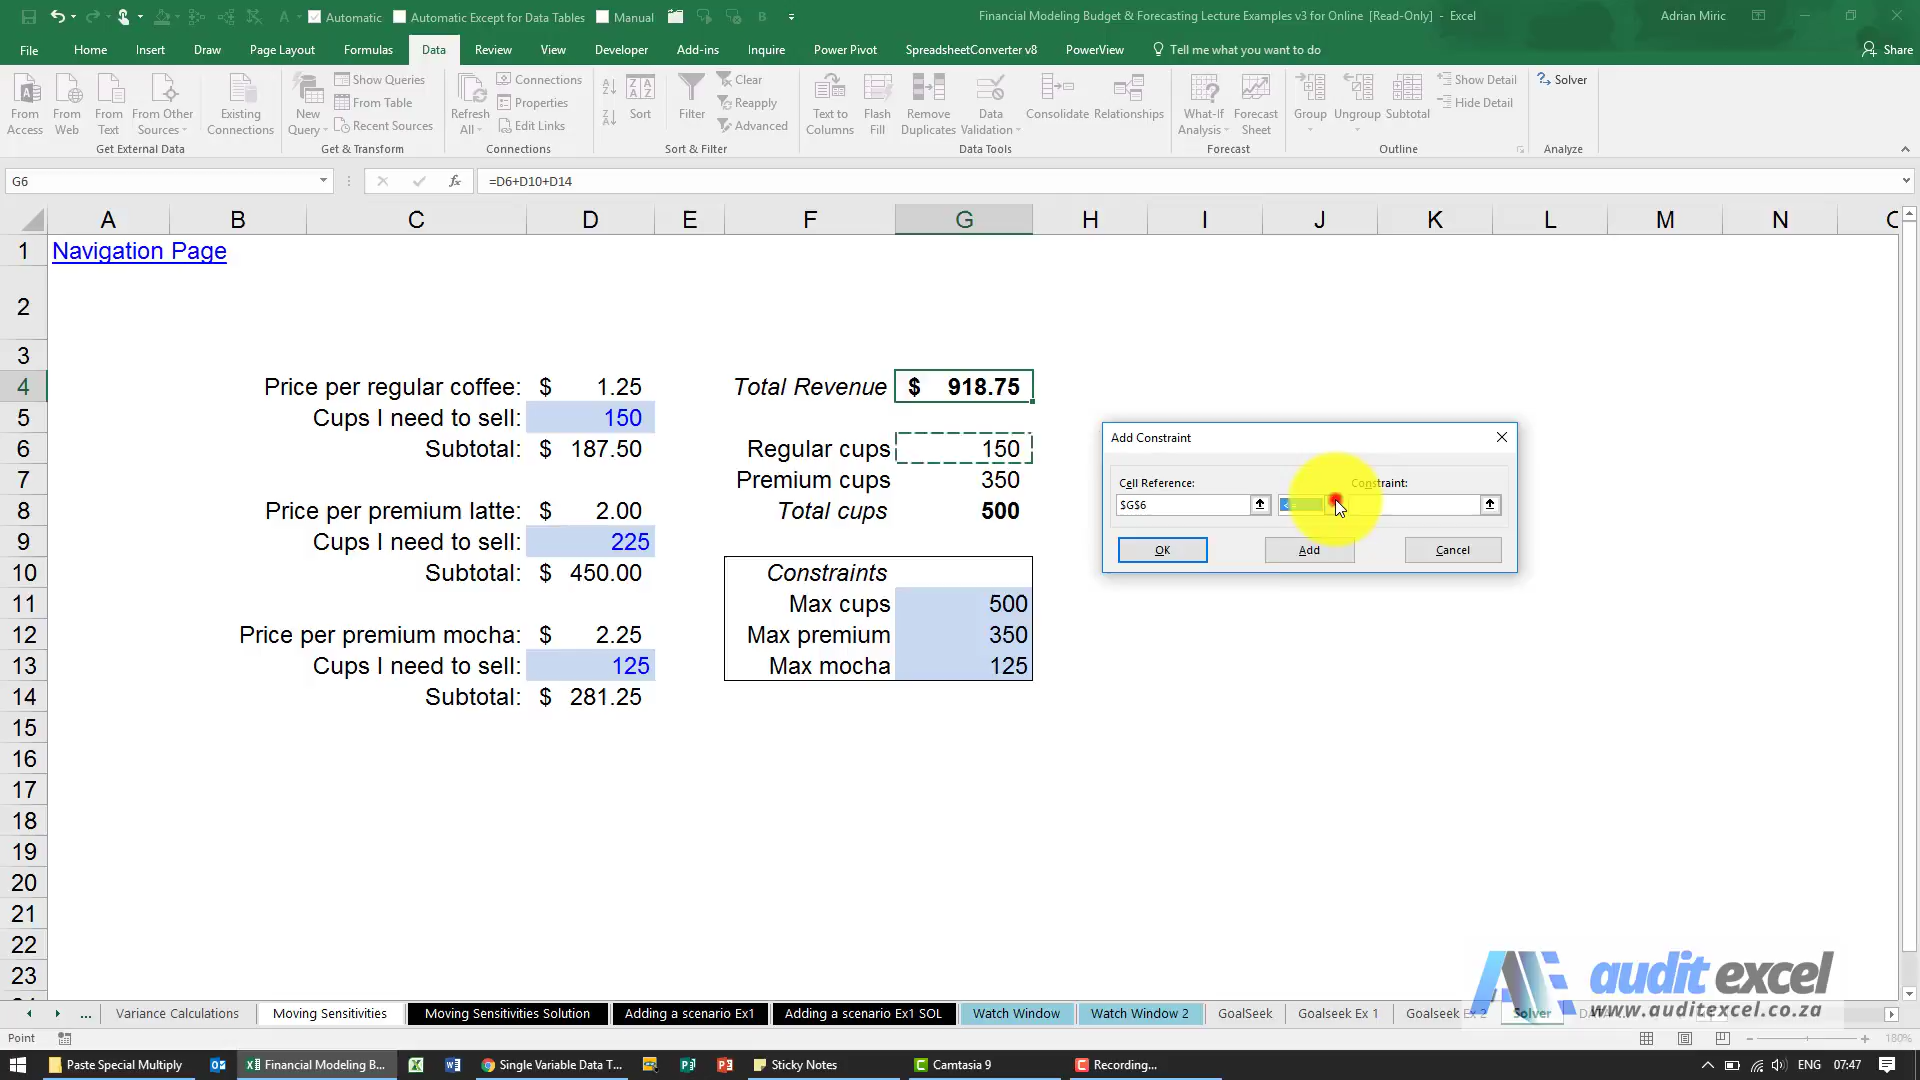 Automatic
Automatic Except for Data Tables
Manual
Financial Modeling Budget & Forecasting Lecture Examples v3 for Online [Read-Only] - Excel
Adrian Miric
File Home Insert Draw Page Layout Formulas Data Review View Developer Add-ins Inquire Power Pivot SpreadsheetConverter v8 PowerView Tell me what you want to do Share
From Access
From Web
From Text
From Other Sources
Existing Connections
Get External Data
New Query
Show Queries
From Table
Recent Sources
Get & Transform
Refresh All
Connections
Properties
Edit Links
Connections
Sort
Filter
Clear
Reapply
Advanced
Sort & Filter
Text to Columns
Flash Fill
Remove Duplicates
Data Validation
Consolidate
Relationships
Data Tools
What-If Analysis
Forecast Sheet
Forecast
Group
Ungroup
Subtotal
Show Detail
Hide Detail
Outline
Solver
Analyze
G6
fx
=D6+D10+D14
A B C D E F G H I J K L M N
1 Navigation Page
2
3
4 Price per regular coffee: $ 1.25 Total Revenue $ 918.75
5 Cups I need to sell: 150
6 Subtotal: $ 187.50 Regular cups 150
7 Premium cups 350
8 Price per premium latte: $ 2.00 Total cups 500
9 Cups I need to sell: 225
10 Subtotal: $ 450.00 Constraints
11 Max cups 500
12 Price per premium mocha: $ 2.25 Max premium 350
13 Cups I need to sell: 125 Max mocha 125
14 Subtotal: $ 281.25
15
16
17
18
19
20
21
22
23
Add Constraint
Cell Reference:
Constraint:
$G$6
OK Add Cancel
audit excel
www.auditexcel.co.za
... Variance Calculations Moving Sensitivities Moving Sensitivities Solution Adding a scenario Ex1 Adding a scenario Ex1 SOL Watch Window Watch Window 2 GoalSeek Goalseek Ex 1 Goalseek Ex 2 Solver
Point
180%
Paste Special Multiply
Financial Modeling B...
Single Variable Data T...
Sticky Notes
Camtasia 9
Recording...
ENG
07:47